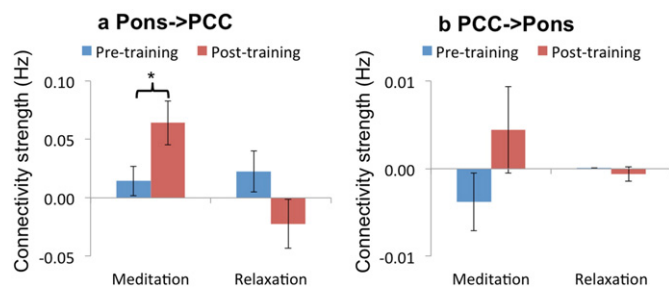 a Pons->PCC
Pre-training Post-training
Connectivity strength (Hz)
0.10
0.05
0.00
-0.05
*
Meditation Relaxation
b PCC->Pons
Pre-training Post-training
Connectivity strength (Hz)
0.01
0.00
-0.01
Meditation Relaxation